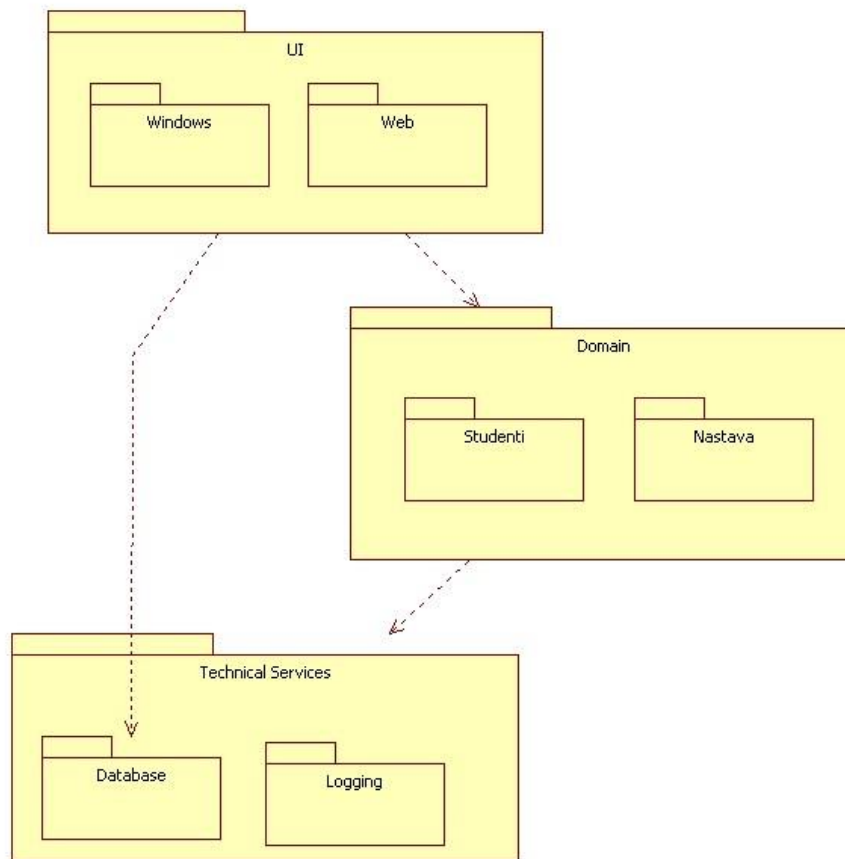 UI
Windows
Web
Domain
Studenti
Nastava
Technical Services
Database
Logging